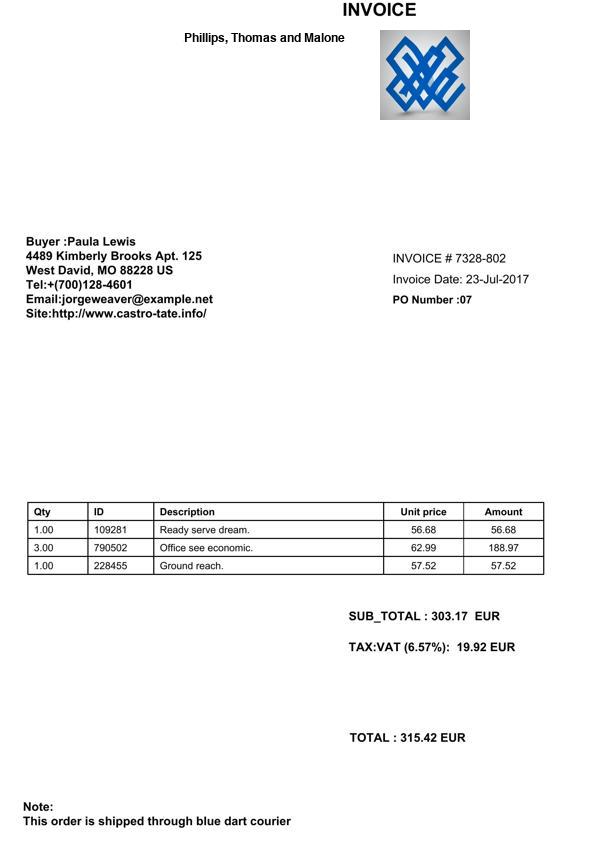 INVOICE
Phillips, Thomas and Malone
Buyer :Paula Lewis
4489 Kimberly Brooks Apt. 125
West David, MO 88228 US
Tel:+(700)128-4601
Email:jorgeweaver@example.net
Site:http://www.castro-tate.info/
INVOICE # 7328-802
Invoice Date: 23-Jul-2017
PO Number :07
Qty ID Description Unit price Amount
1.00 109281 Ready serve dream. 56.68 56.68
3.00 790502 Office see economic. 62.99 188.97
1.00 228455 Ground reach. 57.52 57.52
SUB_TOTAL : 303.17 EUR
TAX:VAT (6.57%): 19.92 EUR
TOTAL : 315.42 EUR
Note:
This order is shipped through blue dart courier